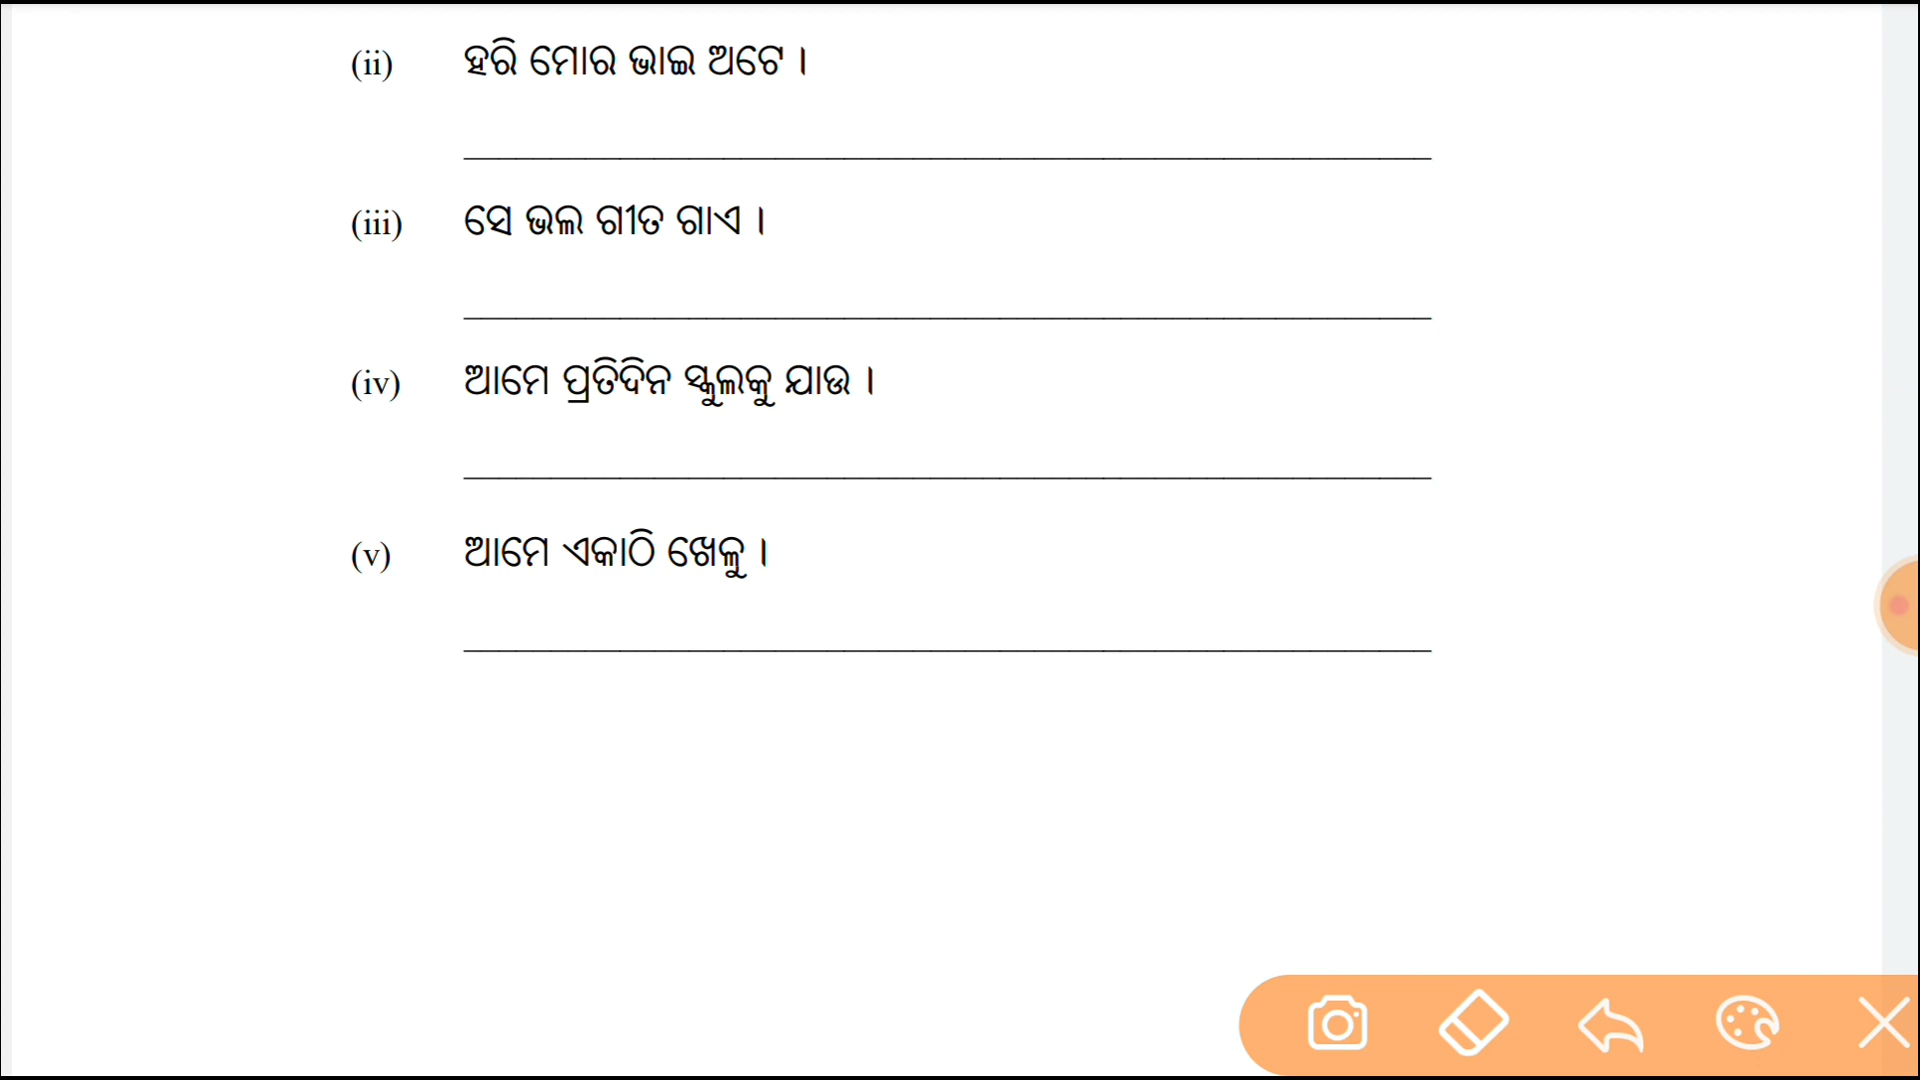 (ii) ହରି ମୋର ଭାଇ ଅଟେ ।
(iii) ସେ ଭଲ ଗୀତ ଗାଏ ।
(iv) ଆମେ ପ୍ରତିଦିନ ସ୍କୁଲକୁ ଯାଉ ।
(v) ଆମେ ଏକାଠି ଖେଳୁ ।